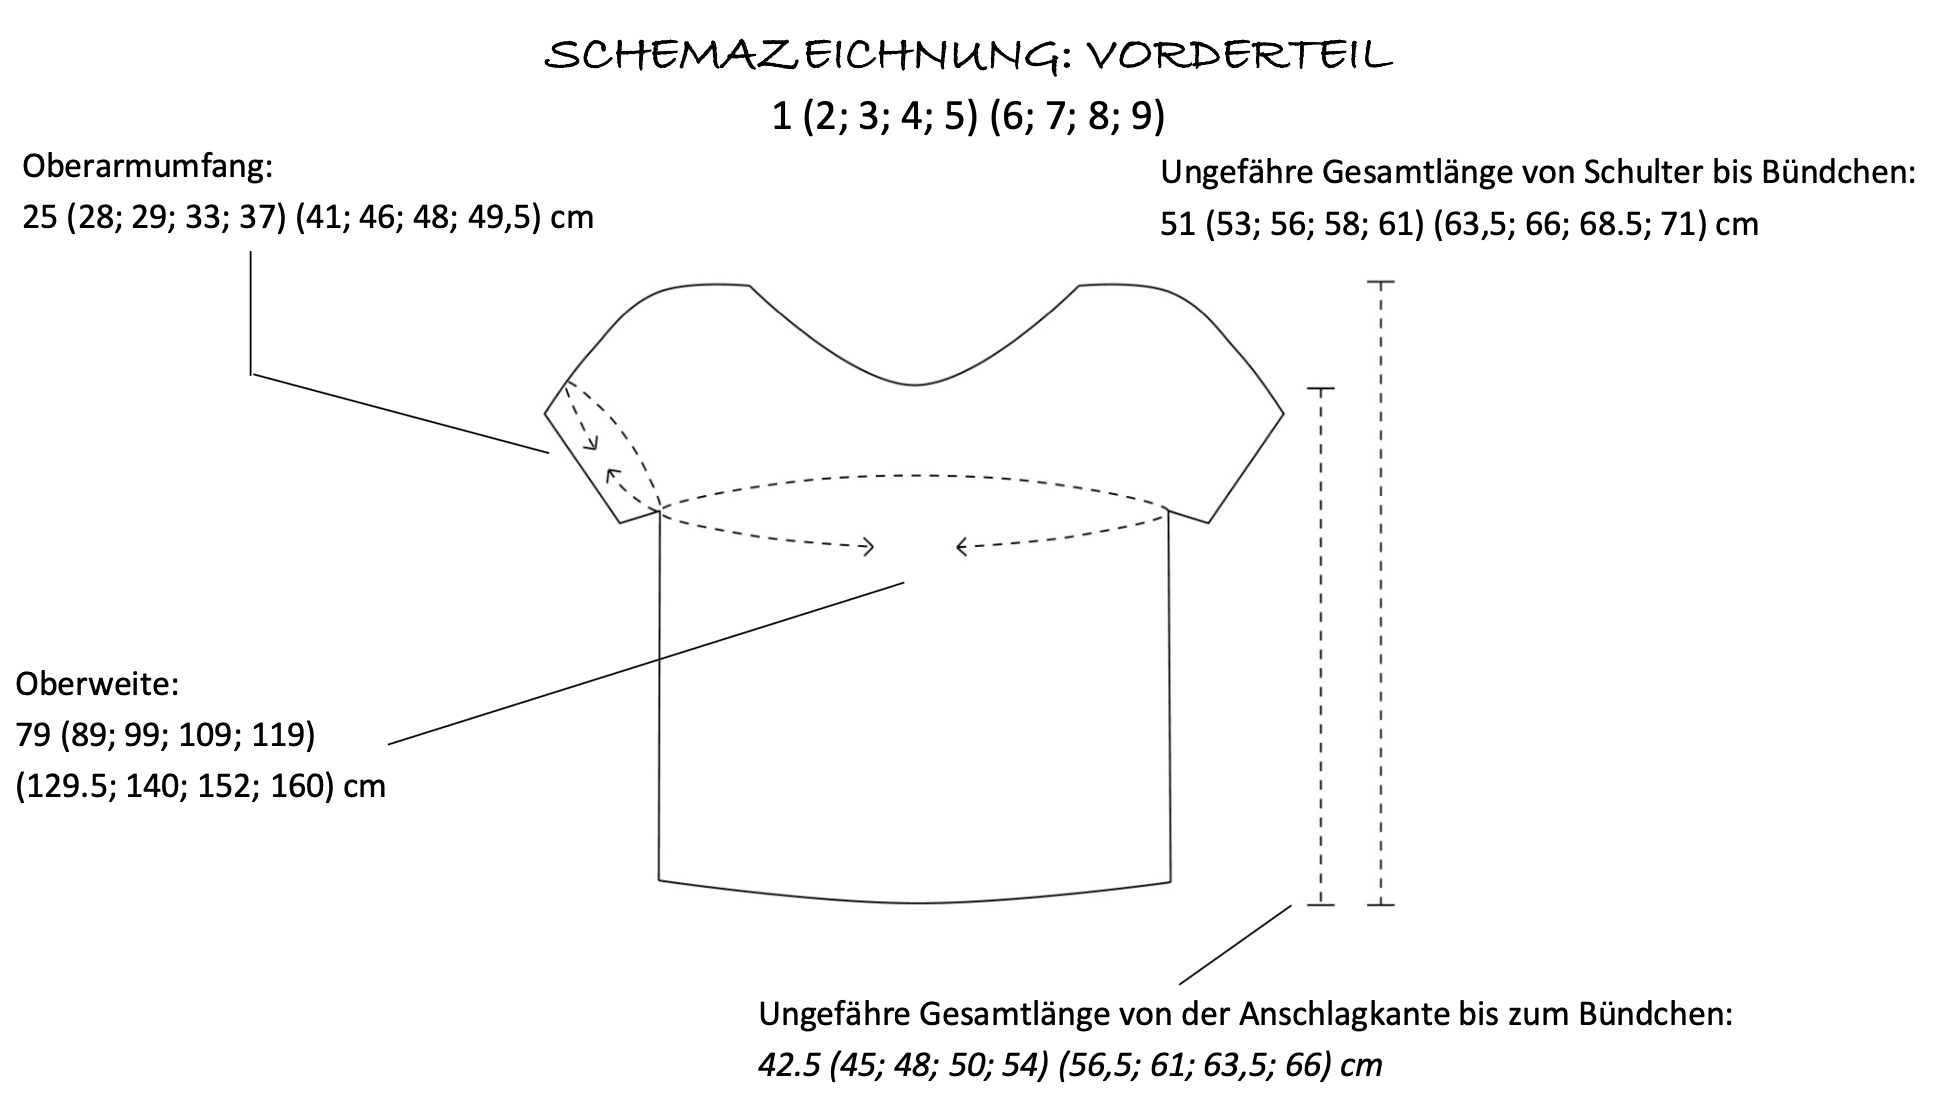 SCHEMAZEICHNUNG: VORDERTEIL
1 (2; 3; 4; 5) (6; 7; 8; 9)
Oberarmumfang:
25 (28; 29; 33; 37) (41; 46; 48; 49,5) cm
Ungefähre Gesamtlänge von Schulter bis Bündchen:
51 (53; 56; 58; 61) (63,5; 66; 68.5; 71) cm
Oberweite:
79 (89; 99; 109; 119)
(129.5; 140; 152; 160) cm
Ungefähre Gesamtlänge von der Anschlagkante bis zum Bündchen:
42.5 (45; 48; 50; 54) (56,5; 61; 63,5; 66) cm